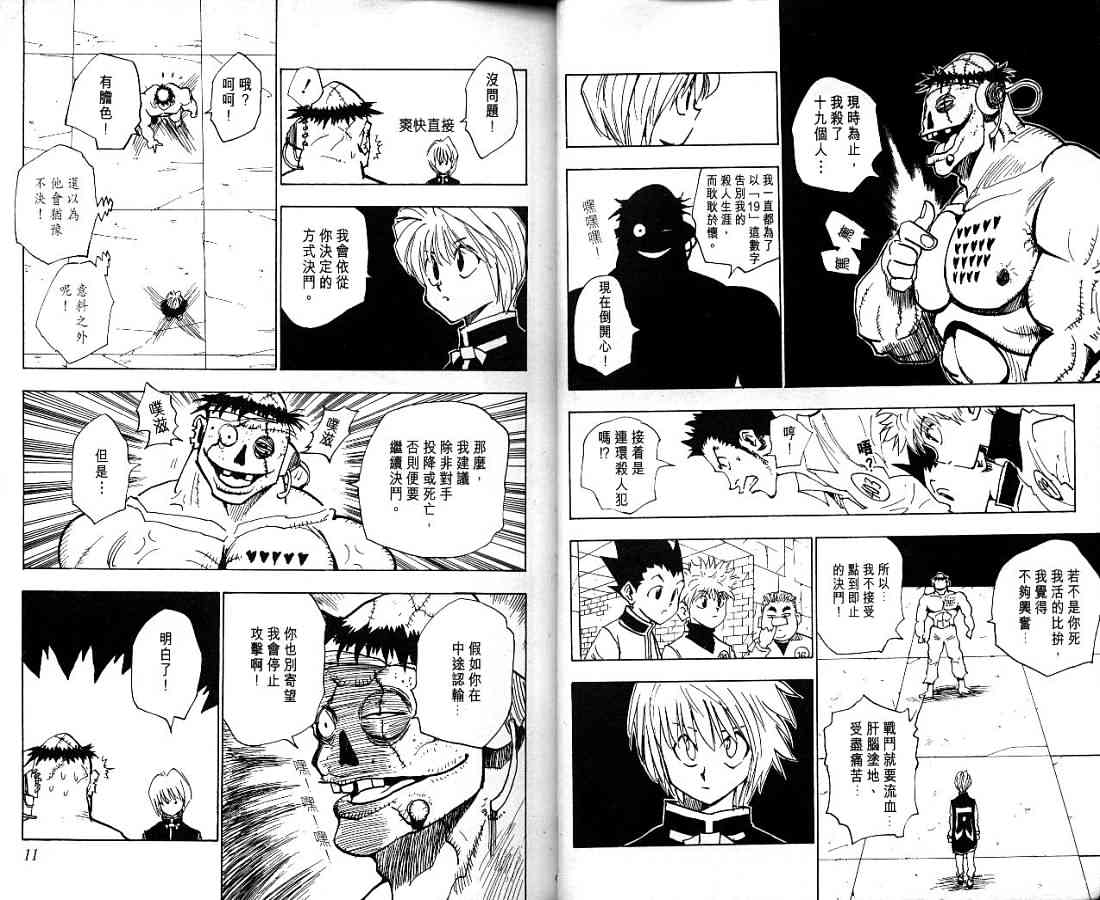 現時為止，
我殺了
十九個人…
罵
罵
我一直都為了
以「19」這數字
告別我的
殺人生涯
而耿耿於懷。
嘿嘿嘿
現在倒開心！
哼！
唔？
接着是
連環殺人犯
嗎!?
403
若不是你死
我活的比拚，
我覺得
不夠興奮…
所以…
我不接受
點到即止
的決鬥！
16
戰鬥就要流血…
肝腦塗地、
受盡痛苦…
沒問題！
！
爽快直接
我會依從
你決定的
方式決鬥。
哦？
呵呵！
有膽色！
還以為
他會猶豫
不決！
意料之外
呢！
那麼，
我建議
除非對手
投降或死亡，
否則便要
繼續決鬥。
噗滋
噗滋
但是…
假如你在
中途認輸…
你也別寄望
我會停止
攻擊啊！
嘿
嘿
嘿
明白了！
11